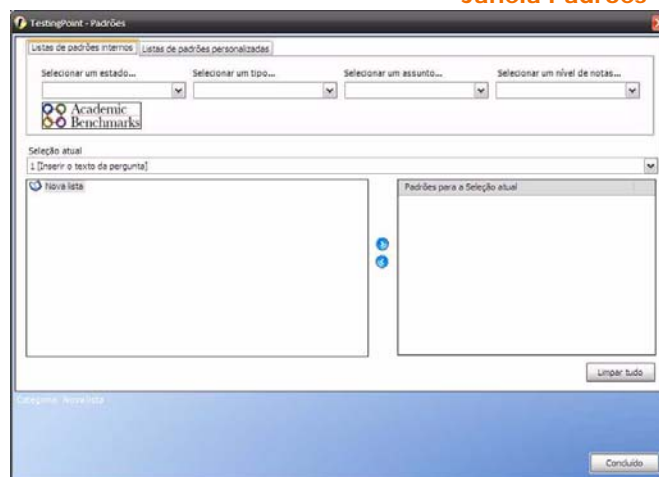 Janela Padrões
TestingPoint - Padrões
Listas de padrões internos Listas de padrões personalizadas
Selecionar um estado... Selecionar um tipo... Selecionar um assunto... Selecionar um nível de notas...
Academic
Benchmarks
Seleção atual
1 [Inserir o texto da pergunta]
Nova lista Padrões para a Seleção atual
Limpar tudo
Categoria: Nova lista
Concluído